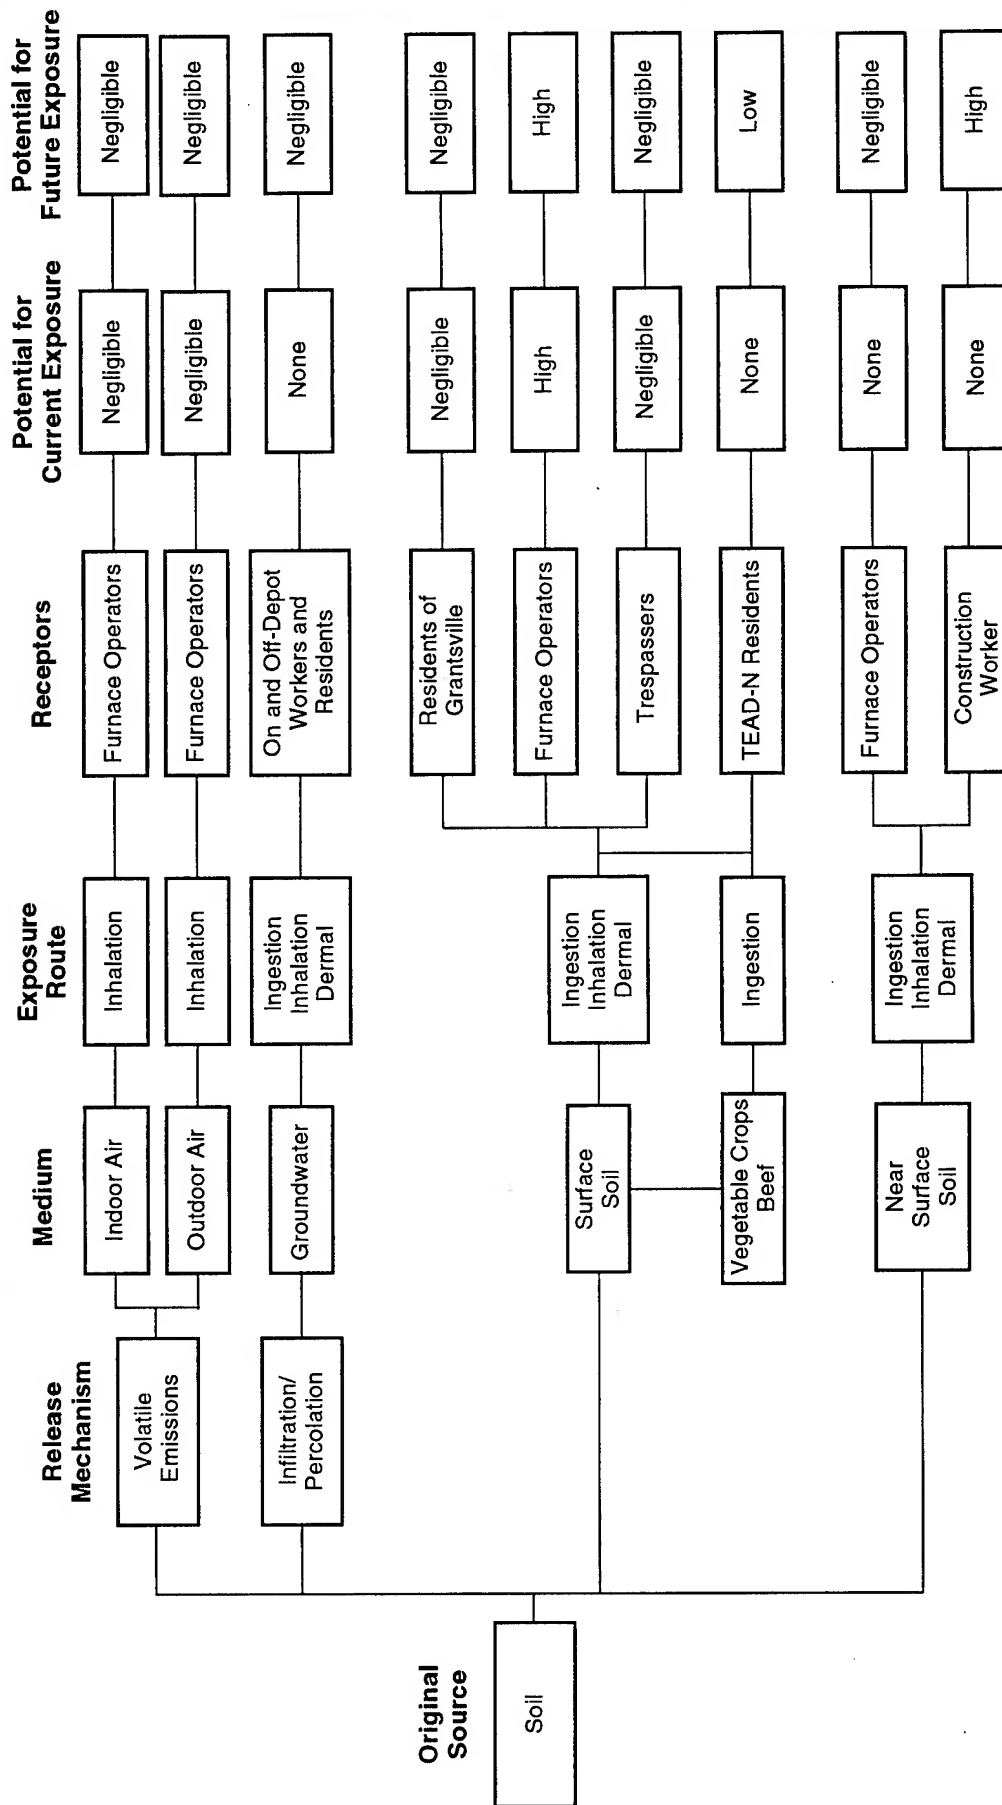 Original
Source
Release
Mechanism
Medium
Exposure
Route
Receptors
Potential for
Current Exposure
Potential for
Future Exposure
Soil
Volatile
Emissions
Indoor Air
Inhalation
Furnace Operators
Negligible
Negligible
Outdoor Air
Inhalation
Furnace Operators
Negligible
Negligible
Infiltration/
Percolation
Groundwater
Ingestion
Inhalation
Dermal
On and Off-Depot
Workers and
Residents
None
Negligible
Surface
Soil
Ingestion
Inhalation
Dermal
Residents of
Grantsville
Negligible
Negligible
Furnace Operators
High
High
Trespassers
Negligible
Negligible
Vegetable Crops
Beef
Ingestion
TEAD-N Residents
None
Low
Near
Surface
Soil
Ingestion
Inhalation
Dermal
Furnace Operators
None
Negligible
Construction
Worker
None
High